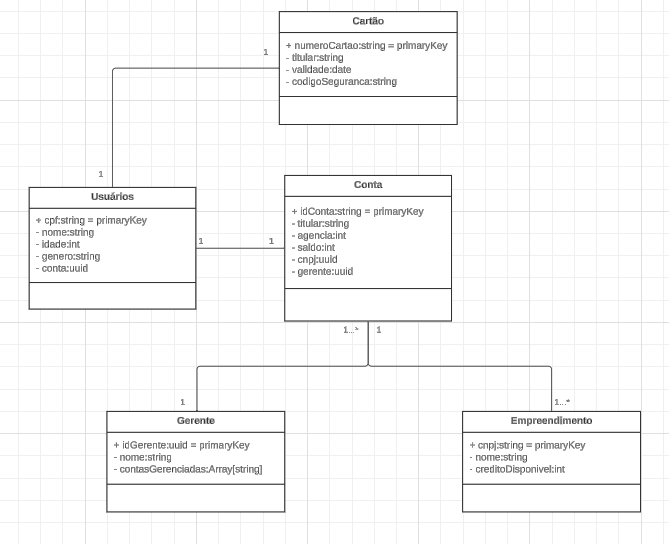 Cartão
+ numeroCartao:string = primaryKey
- titular:string
- validade:date
- codigoSeguranca:string
1
1
Usuários
+ cpf:string = primaryKey
- nome:string
- idade:int
- genero:string
- conta:uuid
1
1
Conta
+ idConta:string = primaryKey
- titular:string
- agencia:int
- saldo:int
- cnpj:uuid
- gerente:uuid
1...*
1
1
1...*
Gerente
+ idGerente:uuid = primaryKey
- nome:string
- contasGerenciadas:Array[string]
Empreendimento
+ cnpj:string = primaryKey
- nome:string
- creditoDisponivel:int